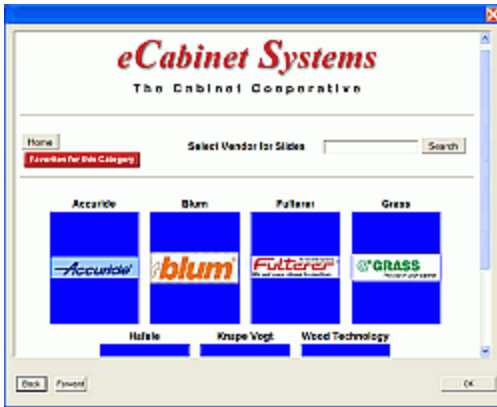 eCabinet Systems
The Cabinet Cooperative
Home
Select Vendor for Slides
Search
Favorites for this Category
Accuride Blum Fulterer Grass
Accuride blum Fulterer GRASS
Hafele Knape Vogt Wood Technology
Back Forward OK